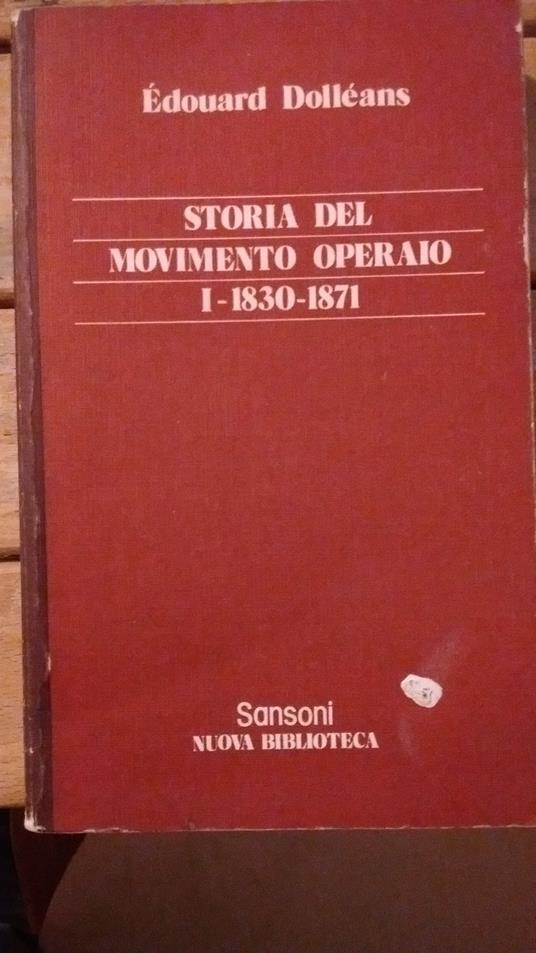 Édouard Dolléans
STORIA DEL
MOVIMENTO OPERAIO
I-1830-1871
Sansoni
NUOVA BIBLIOTECA